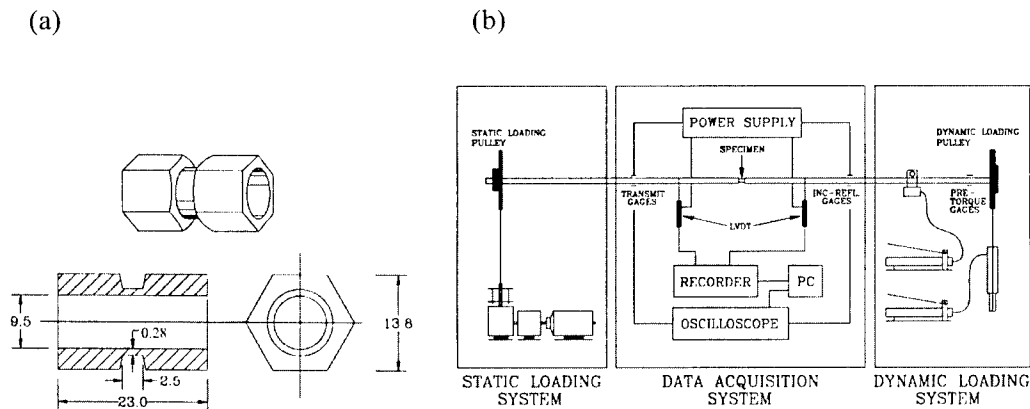 (a)
(b)
9.5
0.28
2.5
23.0
13.8
STATIC LOADING
PULLEY
POWER SUPPLY
SPECIMEN
TRANSMIT
GAGES
LVDT
INC-REFL.
GAGES
RECORDER
PC
OSCILLOSCOPE
DYNAMIC LOADING
PULLEY
PRE-
TORQUE
GAGES
STATIC LOADING
SYSTEM
DATA ACQUISITION
SYSTEM
DYNAMIC LOADING
SYSTEM